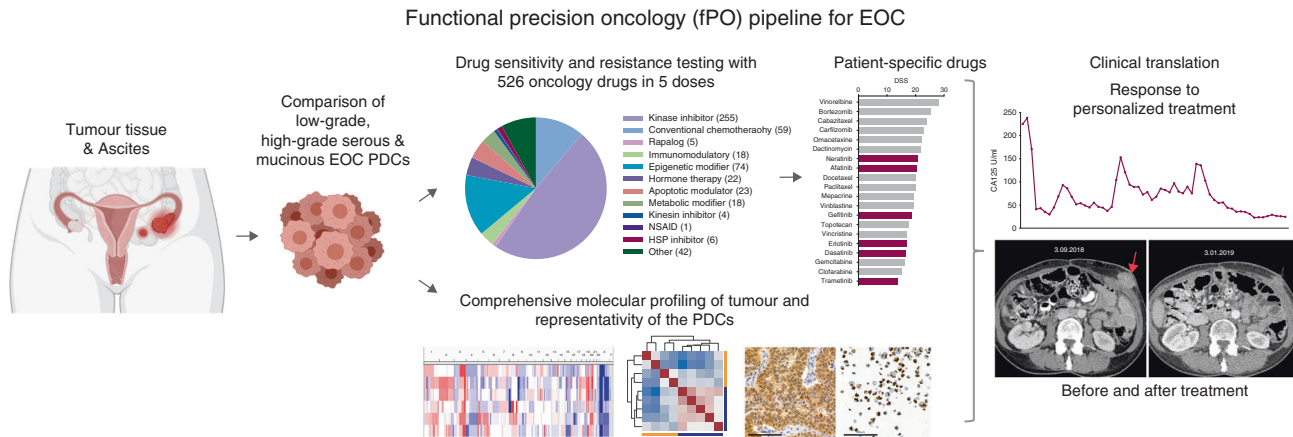 Functional precision oncology (fPO) pipeline for EOC
Tumour tissue
& Ascites
Comparison of
low-grade,
high-grade serous &
mucinous EOC PDCs
Drug sensitivity and resistance testing with
526 oncology drugs in 5 doses
Kinase inhibitor (255)
Conventional chemotheraohy (59)
Rapalog (5)
Immunomodulatory (18)
Epigenetic modifier (74)
Hormone therapy (22)
Apoptotic modulator (23)
Metabolic modifier (18)
Kinesin inhibitor (4)
NSAID (1)
HSP inhibitor (6)
Other (42)
Comprehensive molecular profiling of tumour and
representativity of the PDCs
Patient-specific drugs
DSS
0 10 20 30
Vinorelbine
Bortezomib
Cabazitaxel
Carfilzomib
Omacetaxine
Dactinomycin
Neratinib
Afatinib
Docetaxel
Paclitaxel
Mepacrine
Vinblastine
Gefitinib
Topotecan
Vincristine
Erlotinib
Dasatinib
Gemcitabine
Clofarabine
Trametinib
Clinical translation
Response to
personalized treatment
CA125 U/ml
250
200
150
100
50
0
3.09.2018
3.01.2019
Before and after treatment